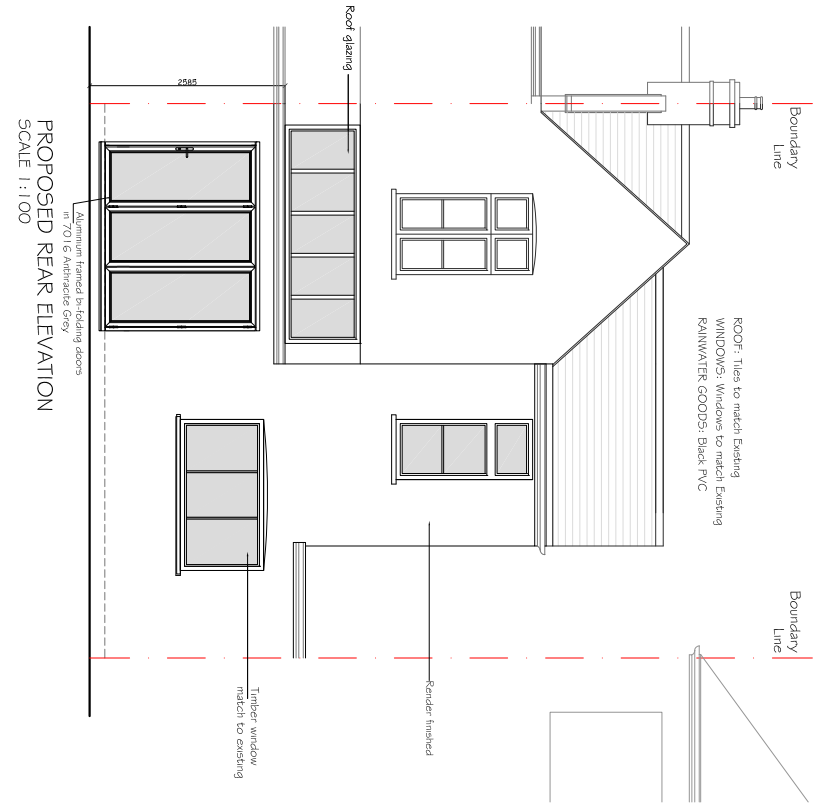 Boundary
Line
ROOF: Tiles to match Existing
WINDOWS: Windows to match Existing
RAINWATER GOODS: Black PVC
Boundary
Line
Roof glazing
2585
Render finished
Timber window
match to existing
Aluminium framed bi-folding doors
in 7016 Anthracite Grey
PROPOSED REAR ELEVATION
SCALE 1:100